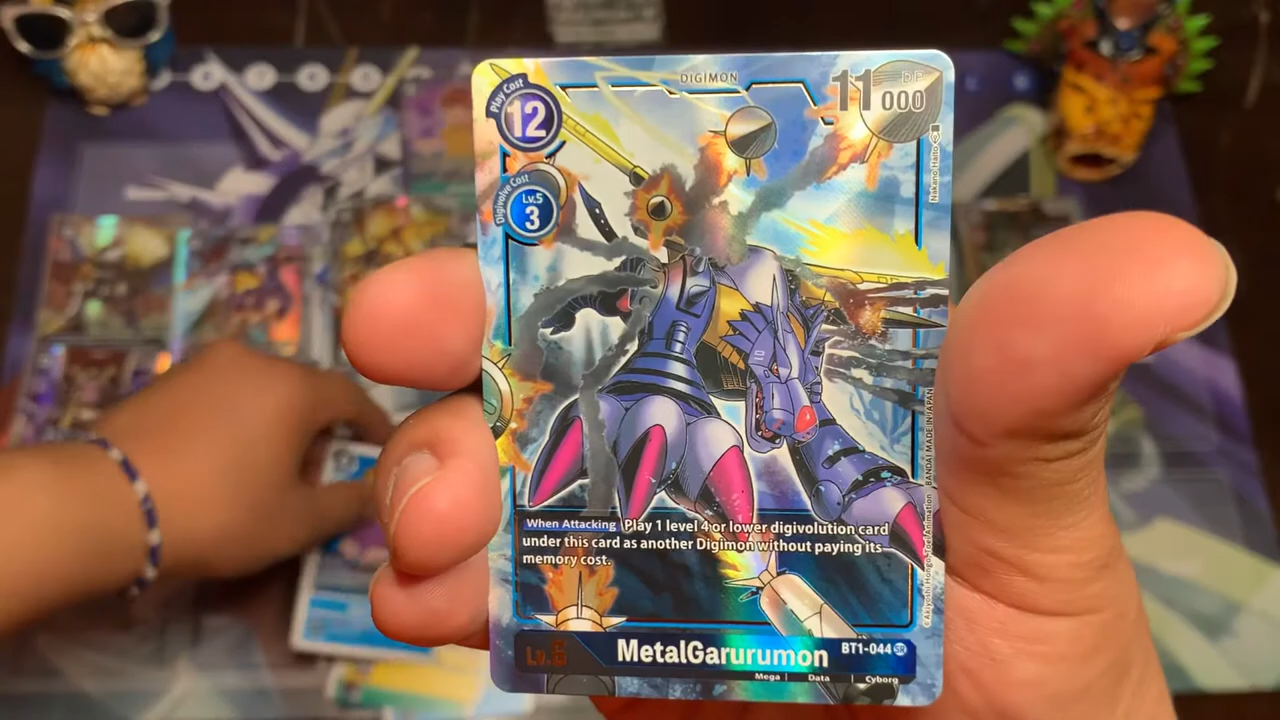 DIGIMON
Play Cost
12
11000
DP
Digivolve Cost
Lv.5
3
Nakano Haito
When Attacking Play 1 level 4 or lower digivolution card
under this card as another Digimon without paying its
memory cost.
©Akiyoshi Hongo, Toei Animation BANDAI MADE IN JAPAN
Lv.6
MetalGarurumon
BT1-044 SR
Mega | Data | Cyborg